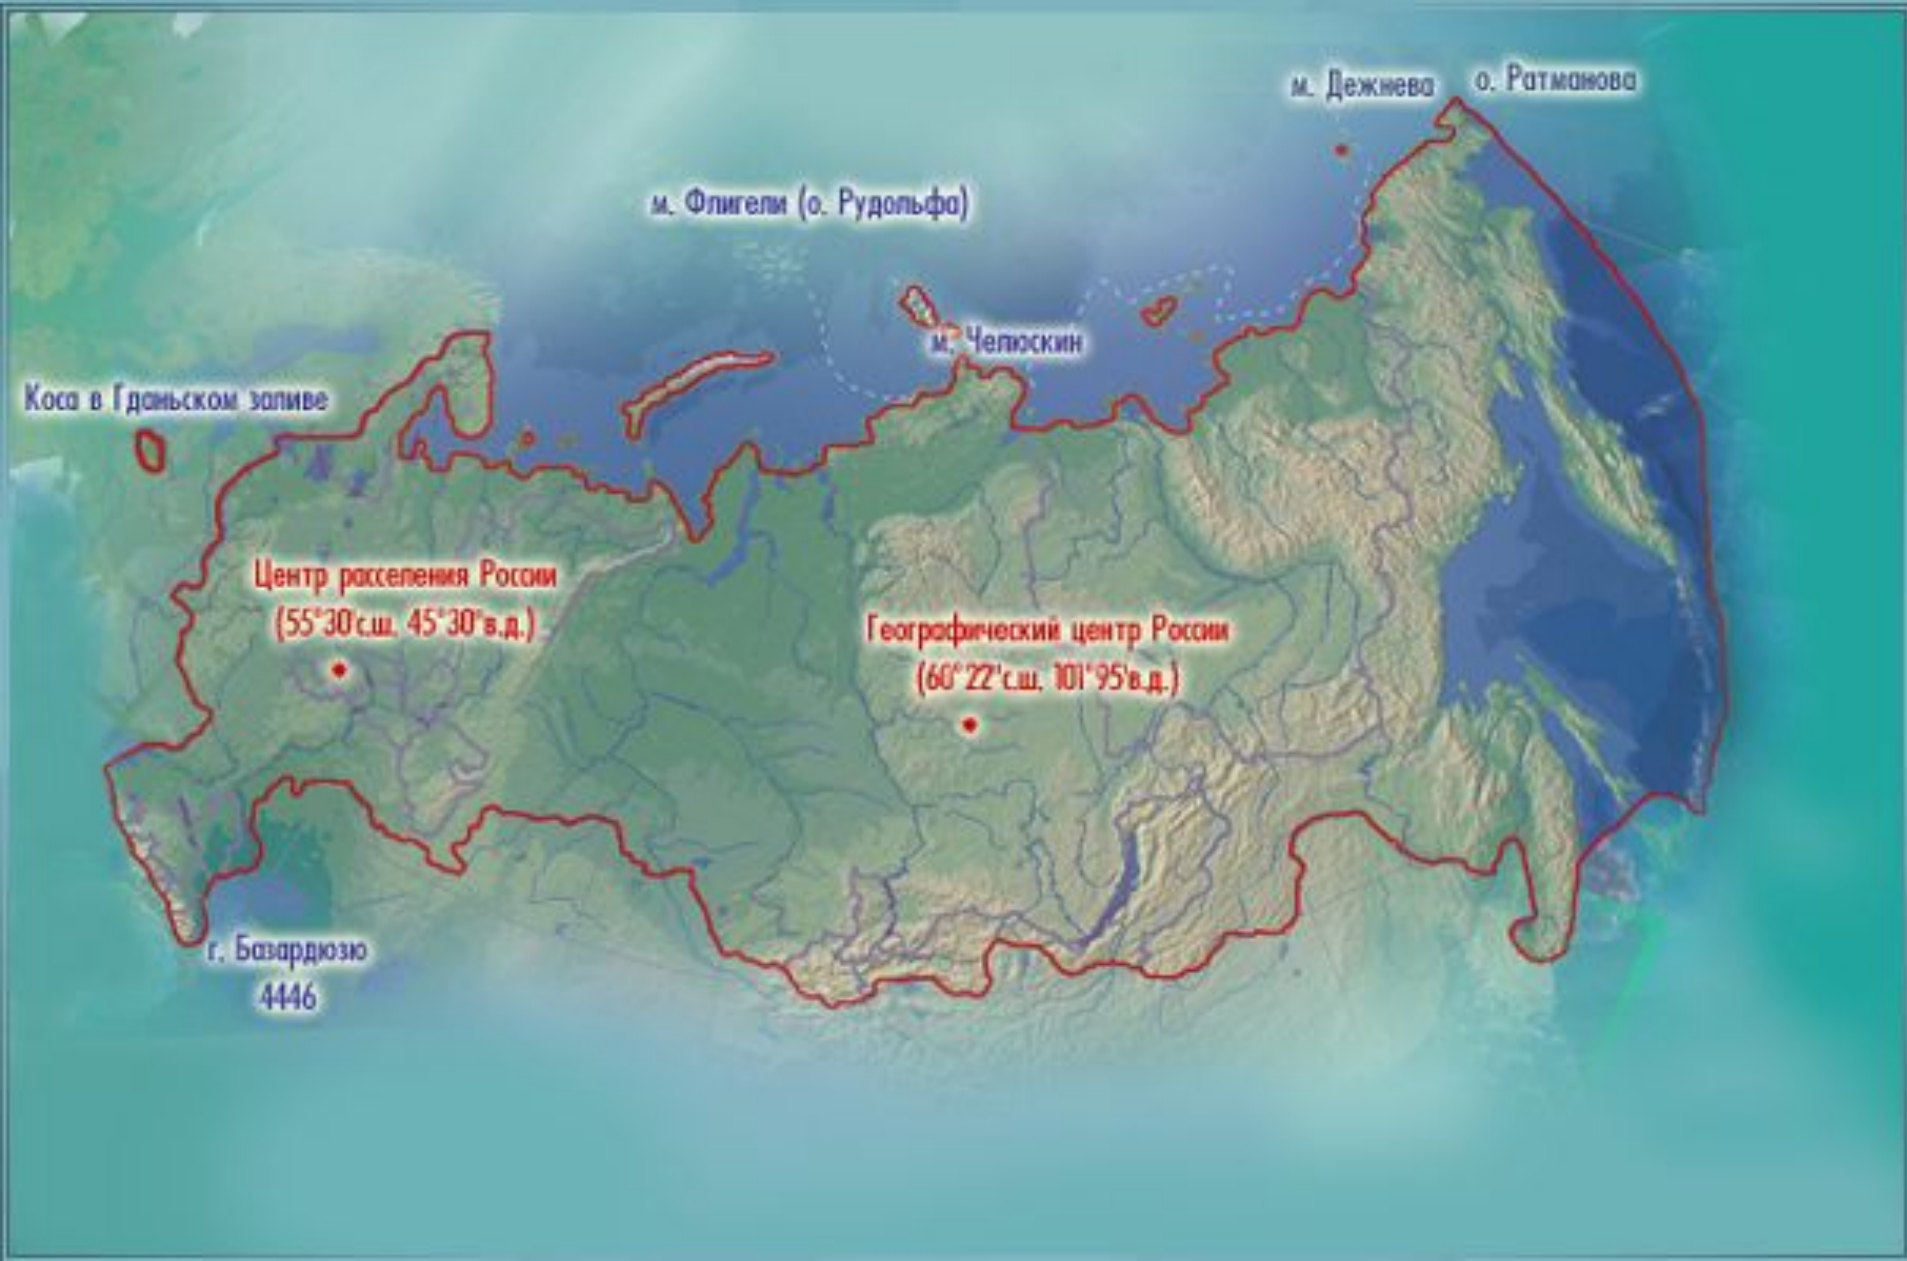 м. Дежнева
о. Ратманова
м. Флигели (о. Рудольфа)
м. Челюскин
Коса в Гданьском заливе
Центр расселения России
(55°30'с.ш. 45°30"в.д.)
Географический центр России
(60°22"с.ш. 101°95'в.д.)
г. Базардюзю
4446